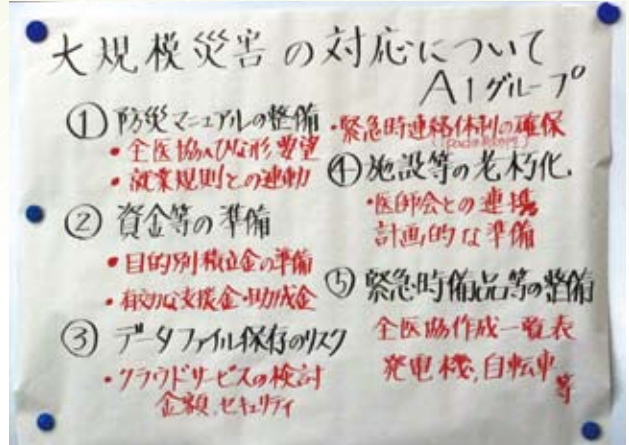 大規模災害の対応について
A1グループ
① 防災マニュアルの整備
・全医協へひな形要望
・就業規則との連動
② 資金等の準備
・目的別積立金の準備
・有効な支援金・助成金
③ データファイル保存のリスク
・クラウドサービスの検討
金額、セキュリティ
・緊急時連絡体制の確保
④ 施設等の老朽化
・医師会との連携
計画的な準備
⑤ 緊急時備品等の整備
全医協作成一覧表
発電機、自転車等